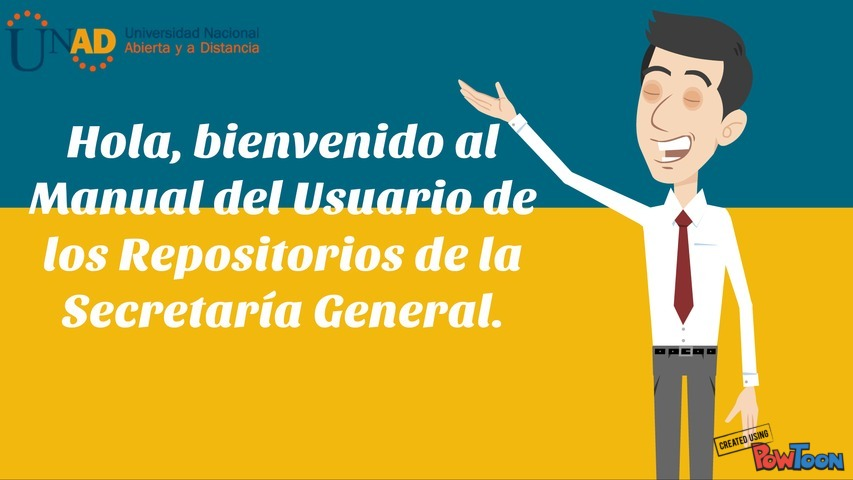 UNAD
Universidad Nacional
Abierta y a Distancia
Hola, bienvenido al
Manual del Usuario de
los Repositorios de la
Secretaría General.
CREATED USING
POWTOON